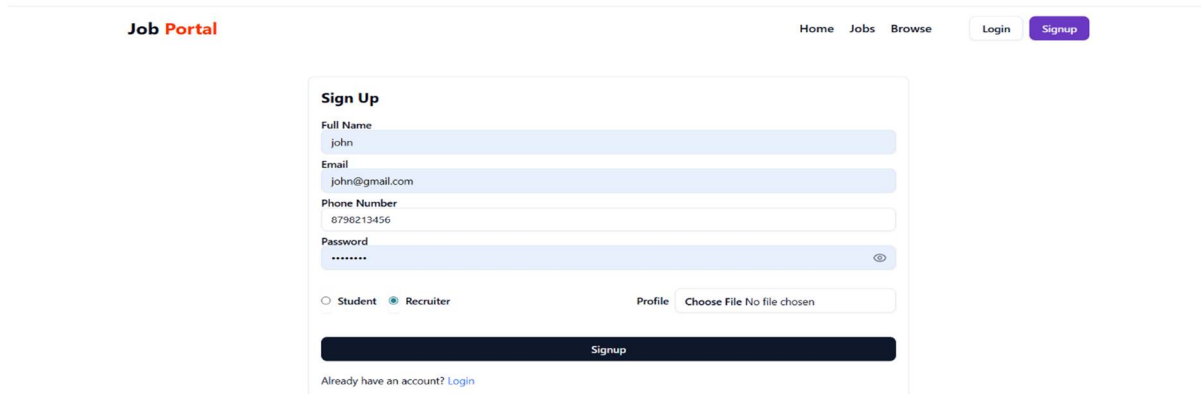 Job Portal Home Jobs Browse Login Signup
Sign Up
Full Name
john
Email
john@gmail.com
Phone Number
8798213456
Password
••••••••
Student Recruiter Profile Choose File No file chosen
Signup
Already have an account? Login